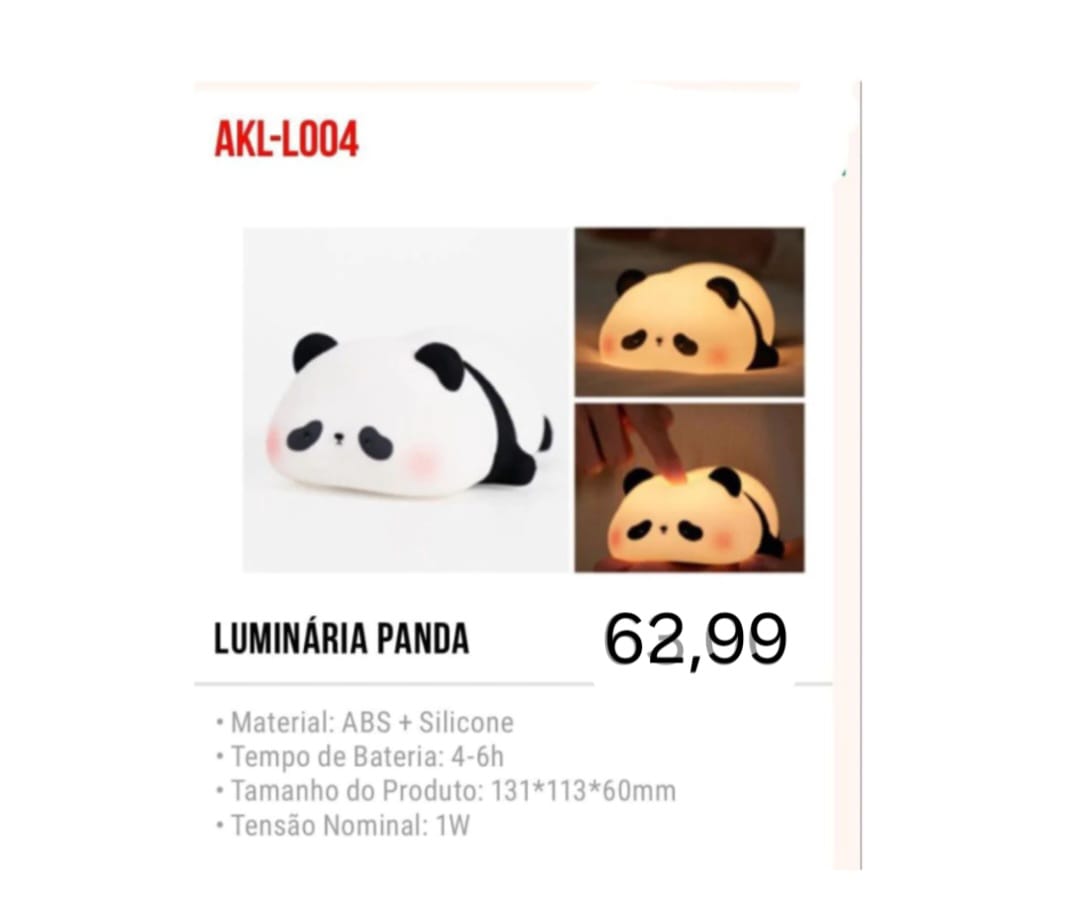 AKL-L004
LUMINÁRIA PANDA
62,99
• Material: ABS + Silicone
• Tempo de Bateria: 4-6h
• Tamanho do Produto: 131*113*60mm
• Tensão Nominal: 1W